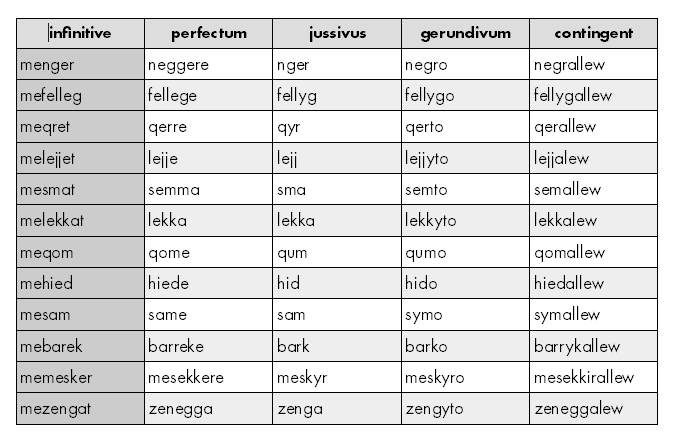 infinitive perfectum jussivus gerundivum contingent
menger neggere nger negro negrallew
mefelleg fellege fellyg fellygo fellygallew
meqret qerre qyr qerto qerallew
melejjet lejje lejj lejjyto lejjalew
mesmat semma sma semto semallew
melekkat lekka lekka lekkyto lekkalew
meqom qome qum qumo qomallew
mehied hiede hid hido hiedallew
mesam same sam symo symallew
mebarek barreke bark barko barrykallew
memesker mesekkere meskyr meskyro mesekkirallew
mezengat zenegga zenga zengyto zeneggalew